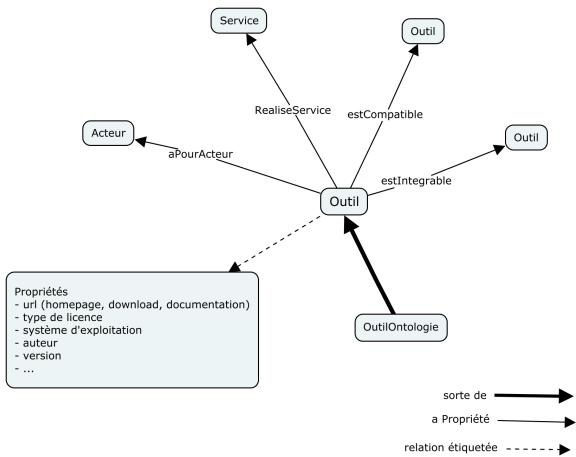 Service
Outil
RealiseService
estCompatible
Acteur
Outil
aPourActeur
estIntegrable
Outil
Propriétés
- url (homepage, download, documentation)
- type de licence
- système d'exploitation
- auteur
- version
- ...
OutilOntologie
sorte de
a Propriété
relation étiquetée